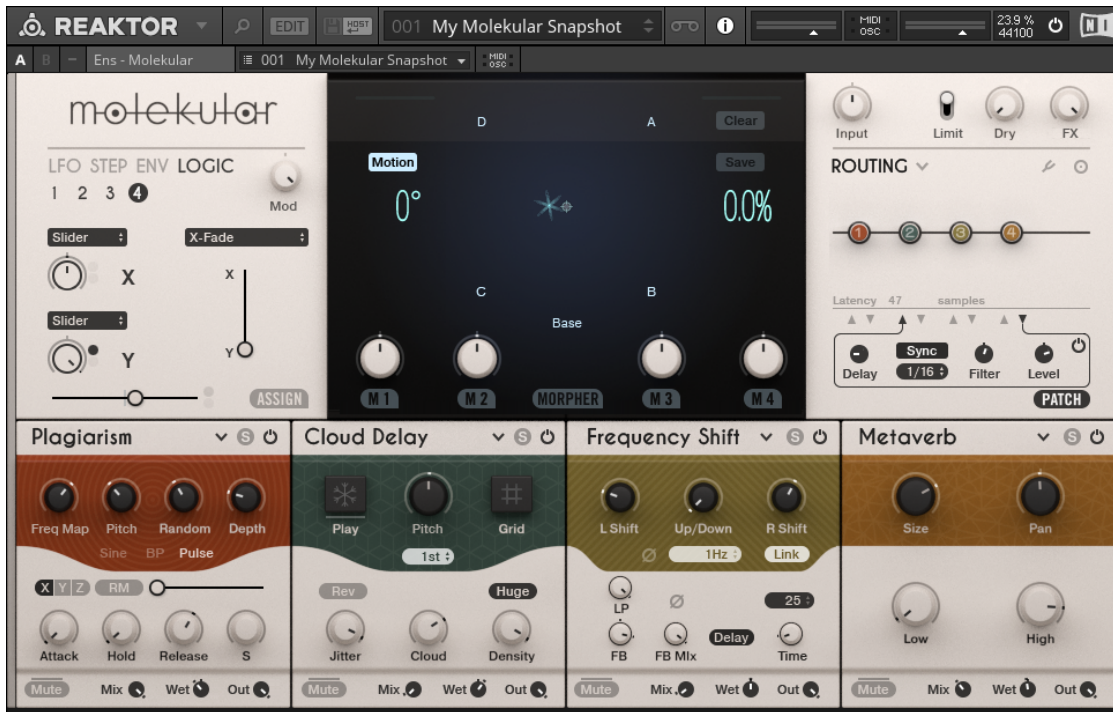 REAKTOR EDIT HOST 001 My Molekular Snapshot i MIDI OSC 23.9 % 44100 NI
A B – Ens - Molekular 001 My Molekular Snapshot MIDI OSC
molekular
LFO STEP ENV LOGIC
1 2 3 4
Mod
Slider
X-Fade
X
X
Slider
Y
Y
ASSIGN
D A Clear
Motion Save
0° 0.0%
C B
Base
M 1 M 2 MORPHER M 3 M 4
Input Limit Dry FX
ROUTING
1 2 3 4
Latency 47 samples
Sync
Delay 1/16 Filter Level
PATCH
Plagiarism S
Freq Map Pitch Random Depth
Sine BP Pulse
X Y Z RM
Attack Hold Release S
Mute Mix Wet Out
Cloud Delay S
Play Pitch Grid
1st
Rev Huge
Jitter Cloud Density
Mute Mix Wet Out
Frequency Shift S
L Shift Up/Down R Shift
Ø 1Hz Link
LP Ø 25
FB FB MIx Delay Time
Mute Mix Wet Out
Metaverb S
Size Pan
Low High
Mute Mix Wet Out